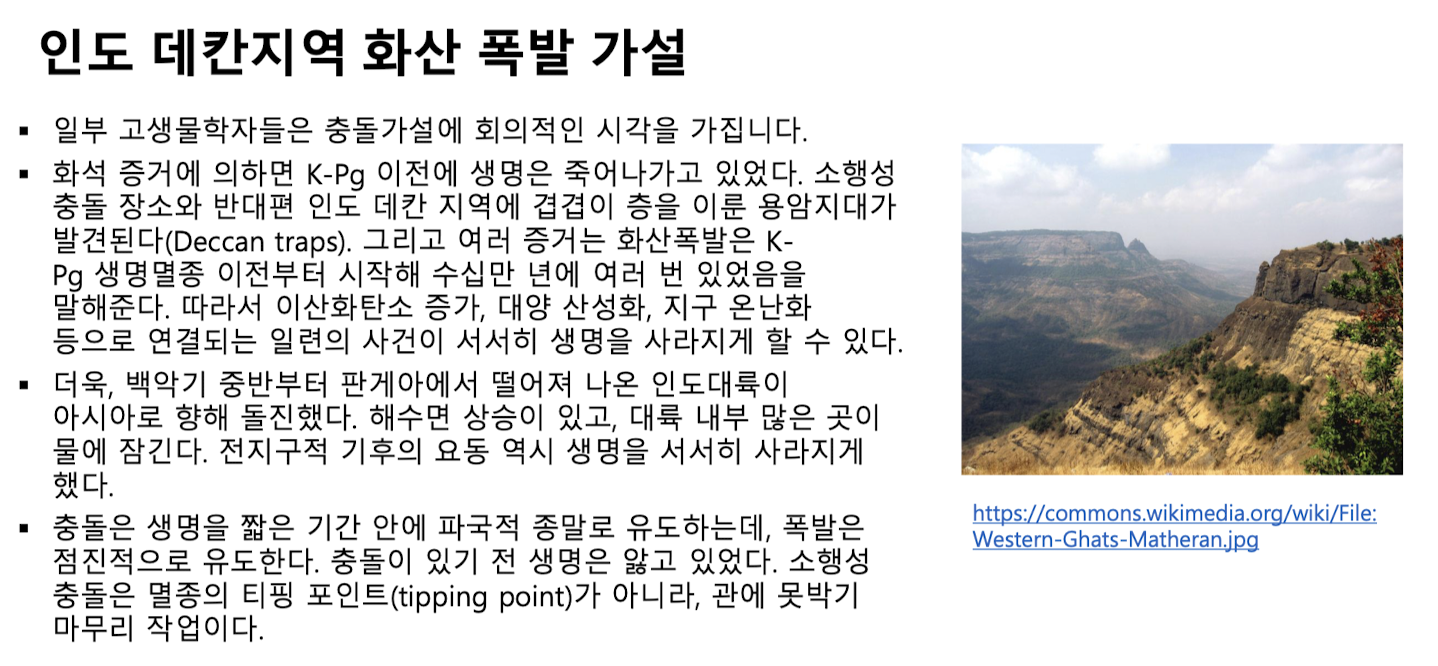 인도 데칸지역 화산 폭발 가설
▪ 일부 고생물학자들은 충돌가설에 회의적인 시각을 가집니다.
▪ 화석 증거에 의하면 K-Pg 이전에 생명은 죽어나가고 있었다. 소행성
충돌 장소와 반대편 인도 데칸 지역에 겹겹이 층을 이룬 용암지대가
발견된다(Deccan traps). 그리고 여러 증거는 화산폭발은 K-
Pg 생명멸종 이전부터 시작해 수십만 년에 여러 번 있었음을
말해준다. 따라서 이산화탄소 증가, 대양 산성화, 지구 온난화
등으로 연결되는 일련의 사건이 서서히 생명을 사라지게 할 수 있다.
▪ 더욱, 백악기 중반부터 판게아에서 떨어져 나온 인도대륙이
아시아로 향해 돌진했다. 해수면 상승이 있고, 대륙 내부 많은 곳이
물에 잠긴다. 전지구적 기후의 요동 역시 생명을 서서히 사라지게
했다.
▪ 충돌은 생명을 짧은 기간 안에 파국적 종말로 유도하는데, 폭발은
점진적으로 유도한다. 충돌이 있기 전 생명은 앓고 있었다. 소행성
충돌은 멸종의 티핑 포인트(tipping point)가 아니라, 관에 못박기
마무리 작업이다.
https://commons.wikimedia.org/wiki/File:
Western-Ghats-Matheran.jpg